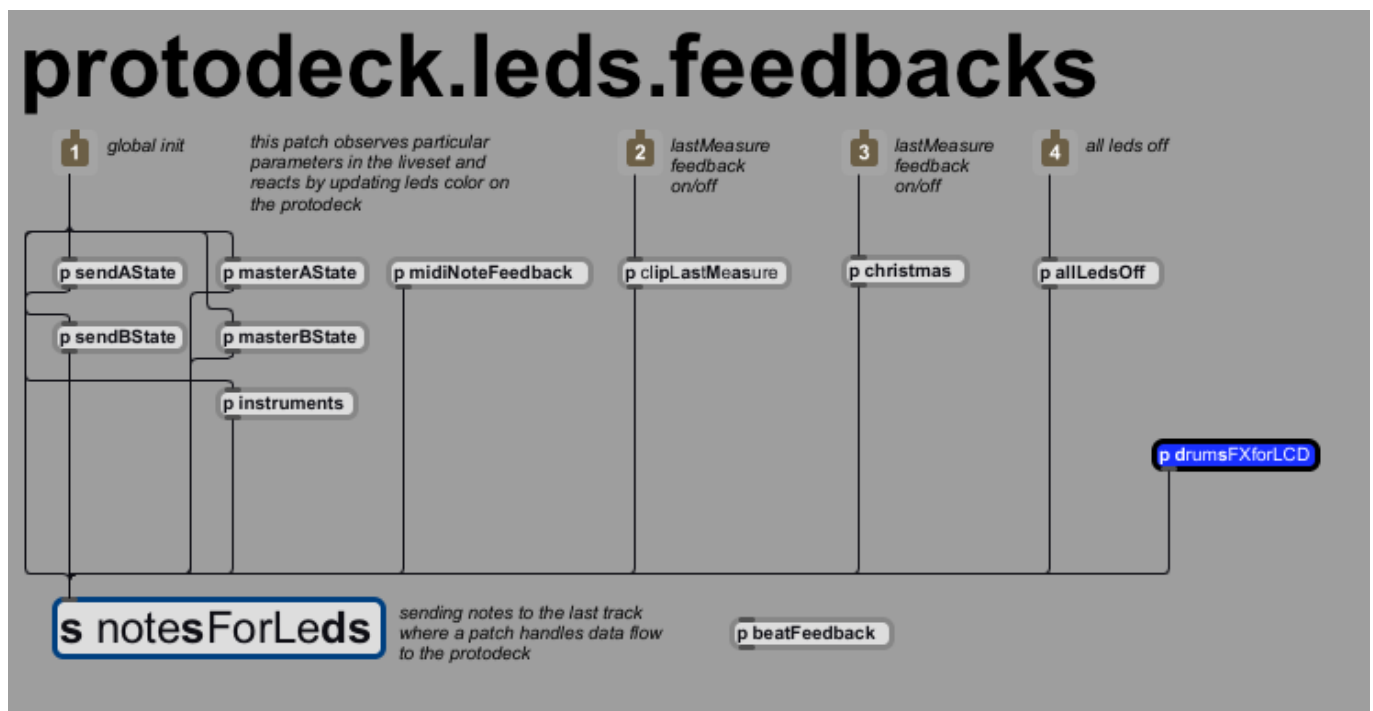 protodeck.leds.feedbacks
1
global init
this patch observes particular
parameters in the liveset and
reacts by updating leds color on
the protodeck
2
lastMeasure
feedback
on/off
3
lastMeasure
feedback
on/off
4
all leds off
p sendAState
p masterAState
p midiNoteFeedback
p clipLastMeasure
p christmas
p allLedsOff
p sendBState
p masterBState
p instruments
p drumsFXforLCD
s notesForLeds
sending notes to the last track
where a patch handles data flow
to the protodeck
p beatFeedback